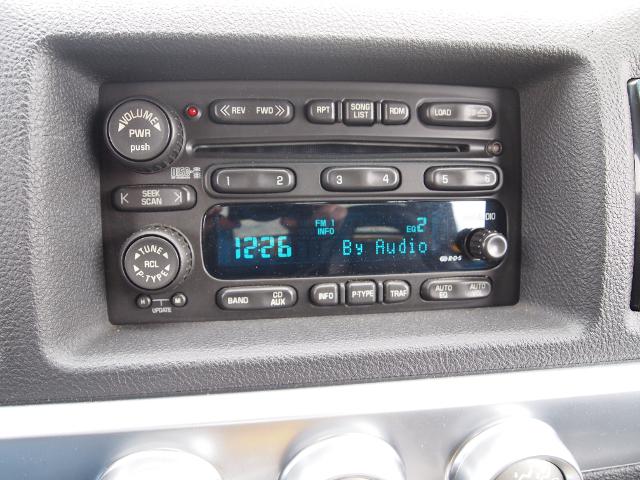 VOLUME
PWR
push
REV FWD
RPT
SONG LIST
RDM
LOAD
1 2
3 4
5 6
SEEK
SCAN
TUNE
RCL
P-TYPE
H M
UPDATE
FM 1
INFO
EQ2
12:26
By Audio
R·D·S
BAND
CD
AUX
INFO
P-TYPE
TRAF
AUTO
EQ
AUTO